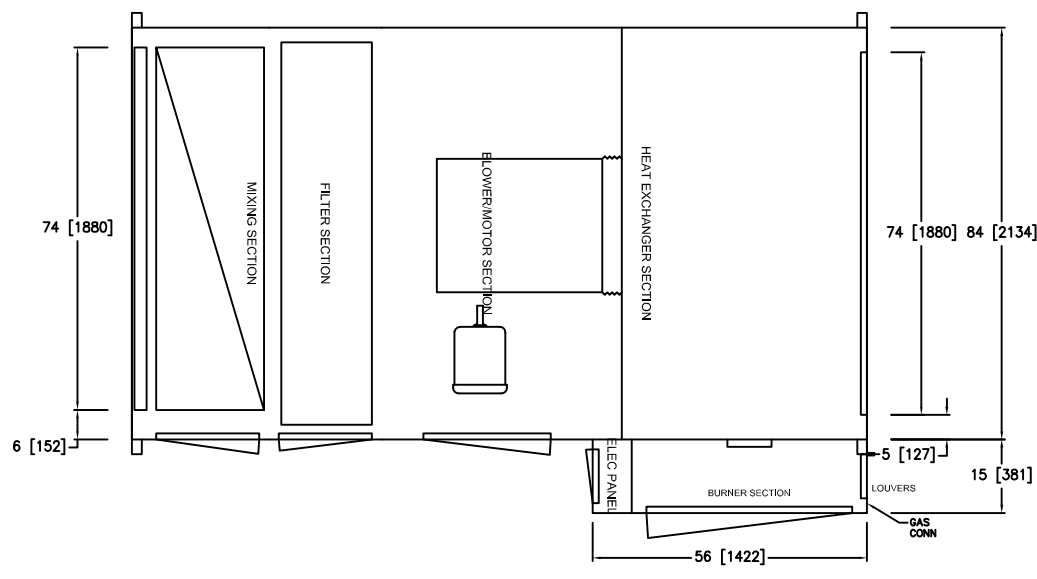 74 [1880]
6 [152]
MIXING SECTION
FILTER SECTION
BLOWER/MOTOR SECTION
HEAT EXCHANGER SECTION
74 [1880]
84 [2134]
5 [127]
15 [381]
ELEC PANEL
BURNER SECTION
LOUVERS
GAS
CONN
56 [1422]